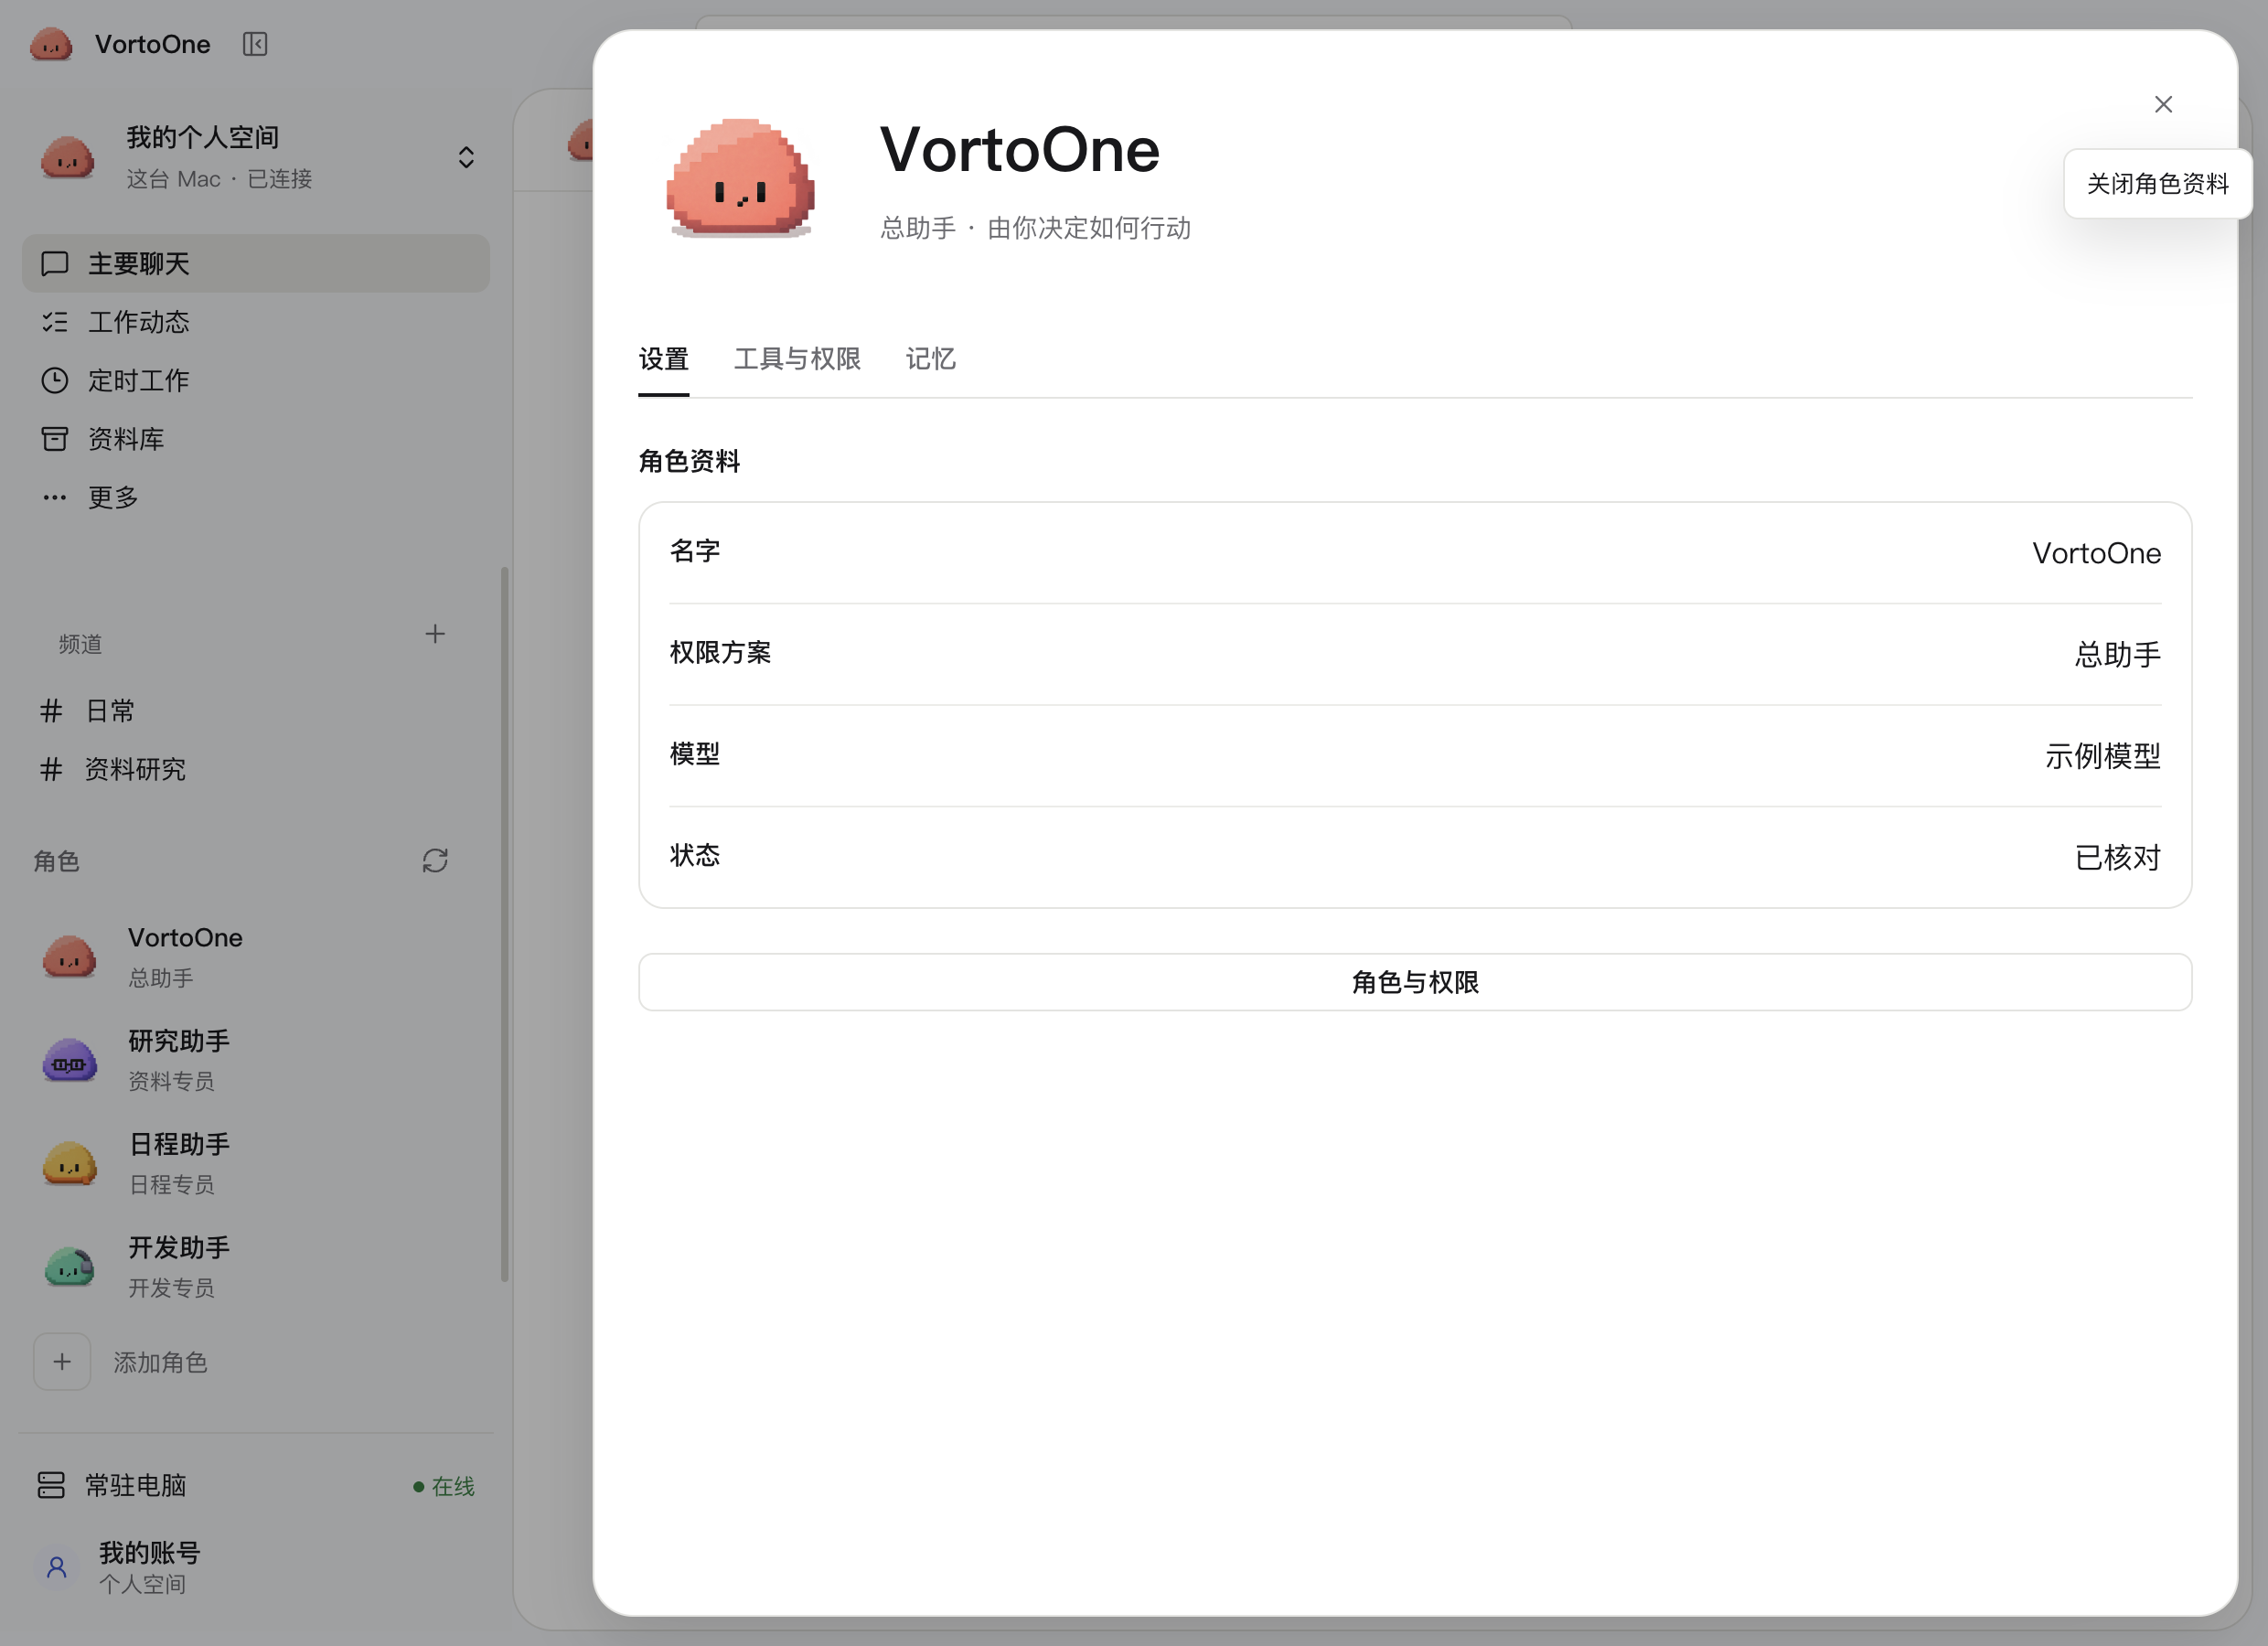 VortoOne
我的个人空间
这台 Mac · 已连接
主要聊天
工作动态
定时工作
资料库
更多
频道
# 日常
# 资料研究
角色
VortoOne
总助手
研究助手
资料专员
日程助手
日程专员
开发助手
开发专员
添加角色
常驻电脑
在线
我的账号
个人空间
VortoOne
总助手 · 由你决定如何行动
关闭角色资料
设置 工具与权限 记忆
角色资料
名字 VortoOne
权限方案 总助手
模型 示例模型
状态 已核对
角色与权限